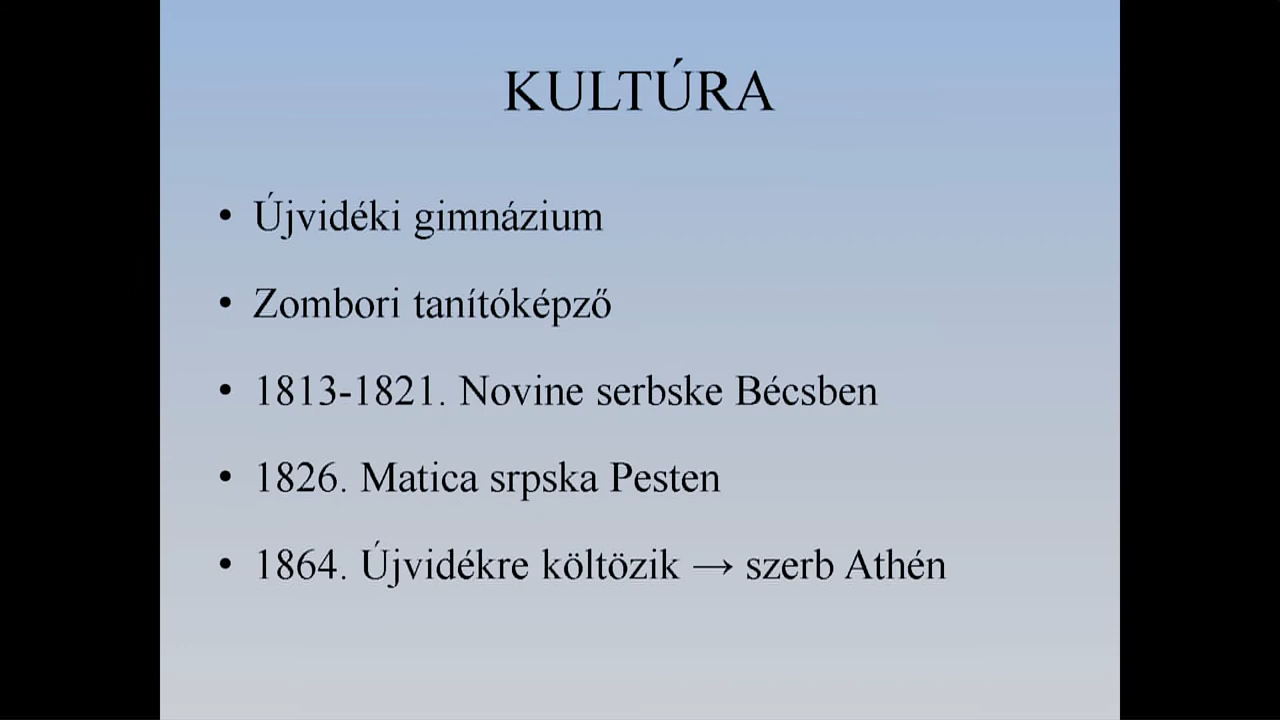 KULTÚRA
• Újvidéki gimnázium
• Zombori tanítóképző
• 1813-1821. Novine serbske Bécsben
• 1826. Matica srpska Pesten
• 1864. Újvidékre költözik → szerb Athén